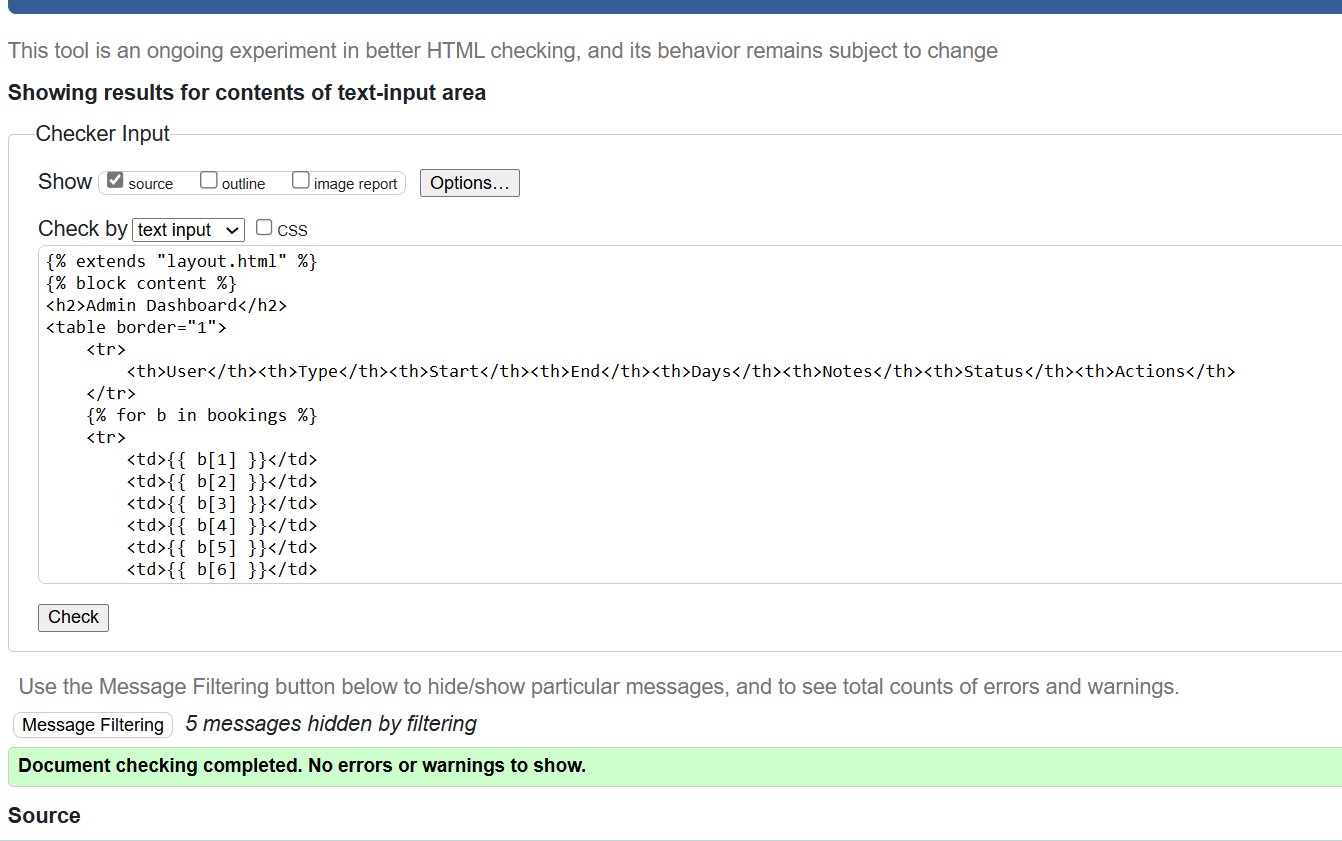 This tool is an ongoing experiment in better HTML checking, and its behavior remains subject to change
Showing results for contents of text-input area
Checker Input
Show source outline image report Options...
Check by text input CSS
{% extends "layout.html" %}
{% block content %}
<h2>Admin Dashboard</h2>
<table border="1">
    <tr>
        <th>User</th><th>Type</th><th>Start</th><th>End</th><th>Days</th><th>Notes</th><th>Status</th><th>Actions</th>
    </tr>
    {% for b in bookings %}
    <tr>
        <td>{{ b[1] }}</td>
        <td>{{ b[2] }}</td>
        <td>{{ b[3] }}</td>
        <td>{{ b[4] }}</td>
        <td>{{ b[5] }}</td>
        <td>{{ b[6] }}</td>
Check
Use the Message Filtering button below to hide/show particular messages, and to see total counts of errors and warnings.
Message Filtering 5 messages hidden by filtering
Document checking completed. No errors or warnings to show.
Source